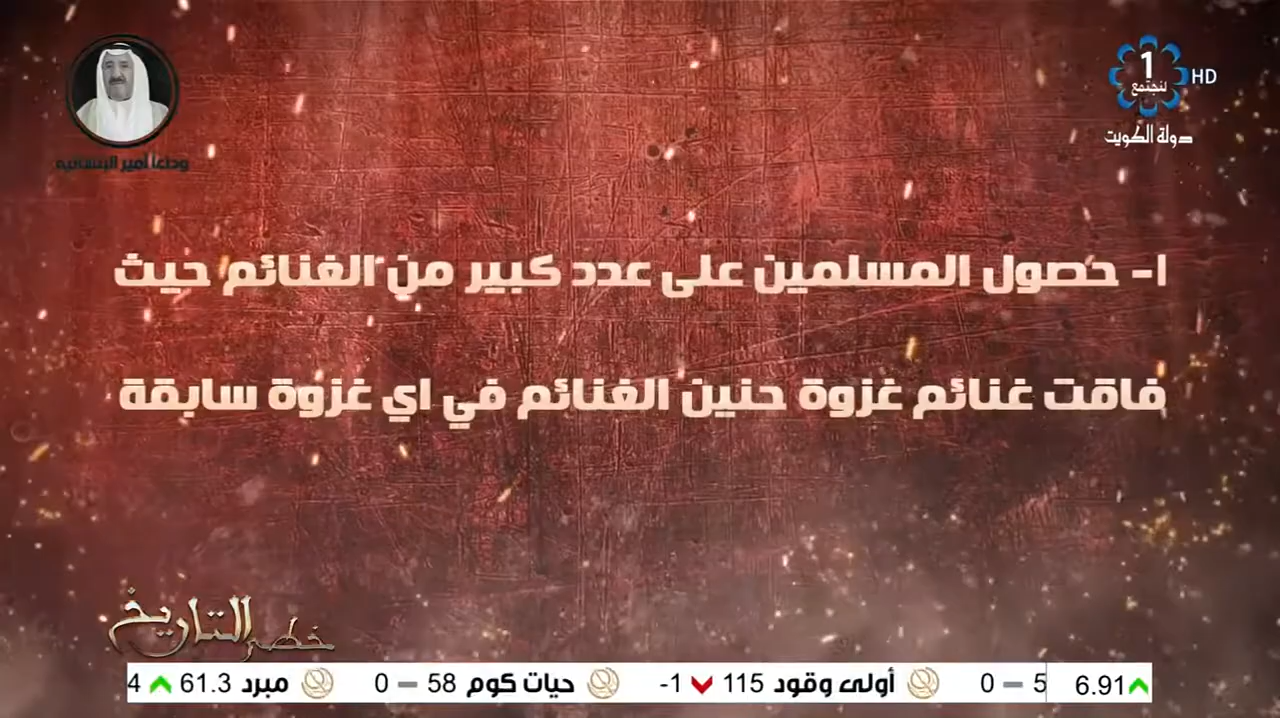 1
لنجتمع
HD
دولة الكويت
وداعا أمير الإنسانية
١- حصول المسلمين على عدد كبير من الغنائم حيث
فاقت غنائم غزوة حنين الغنائم في اي غزوة سابقة
التاريخ
6.91 5 0 أولى وقود 115 -1 حيات كوم 58 0 مبرد 61.3 4